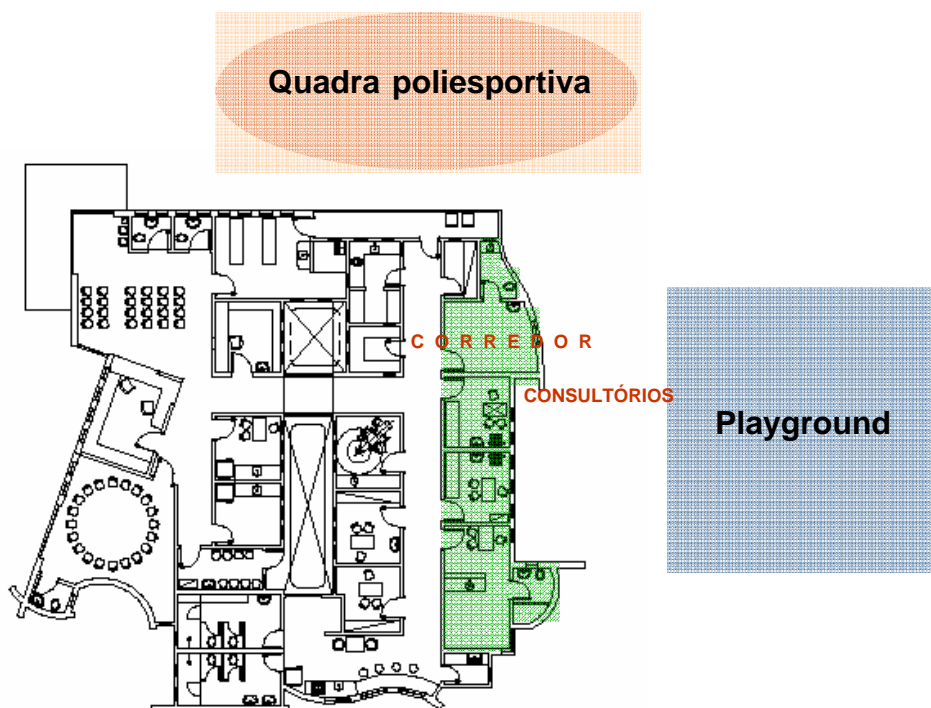 Quadra poliesportiva
C O R R E D O R
CONSULTÓRIOS
Playground